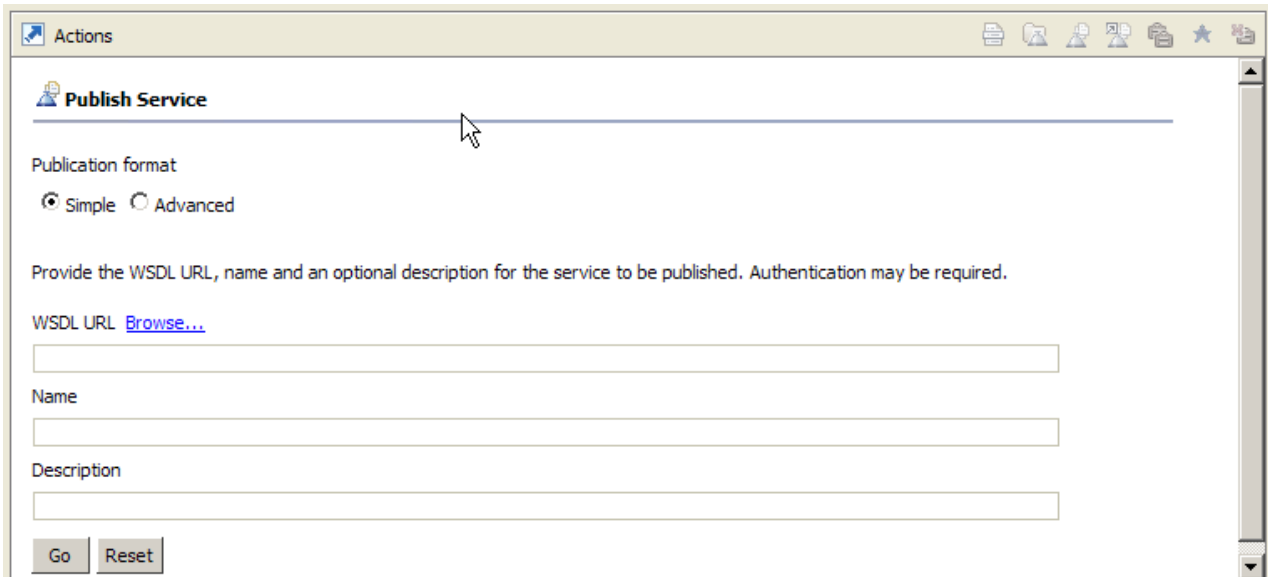 Actions
Publish Service
Publication format
Simple Advanced
Provide the WSDL URL, name and an optional description for the service to be published. Authentication may be required.
WSDL URL Browse...
Name
Description
Go Reset